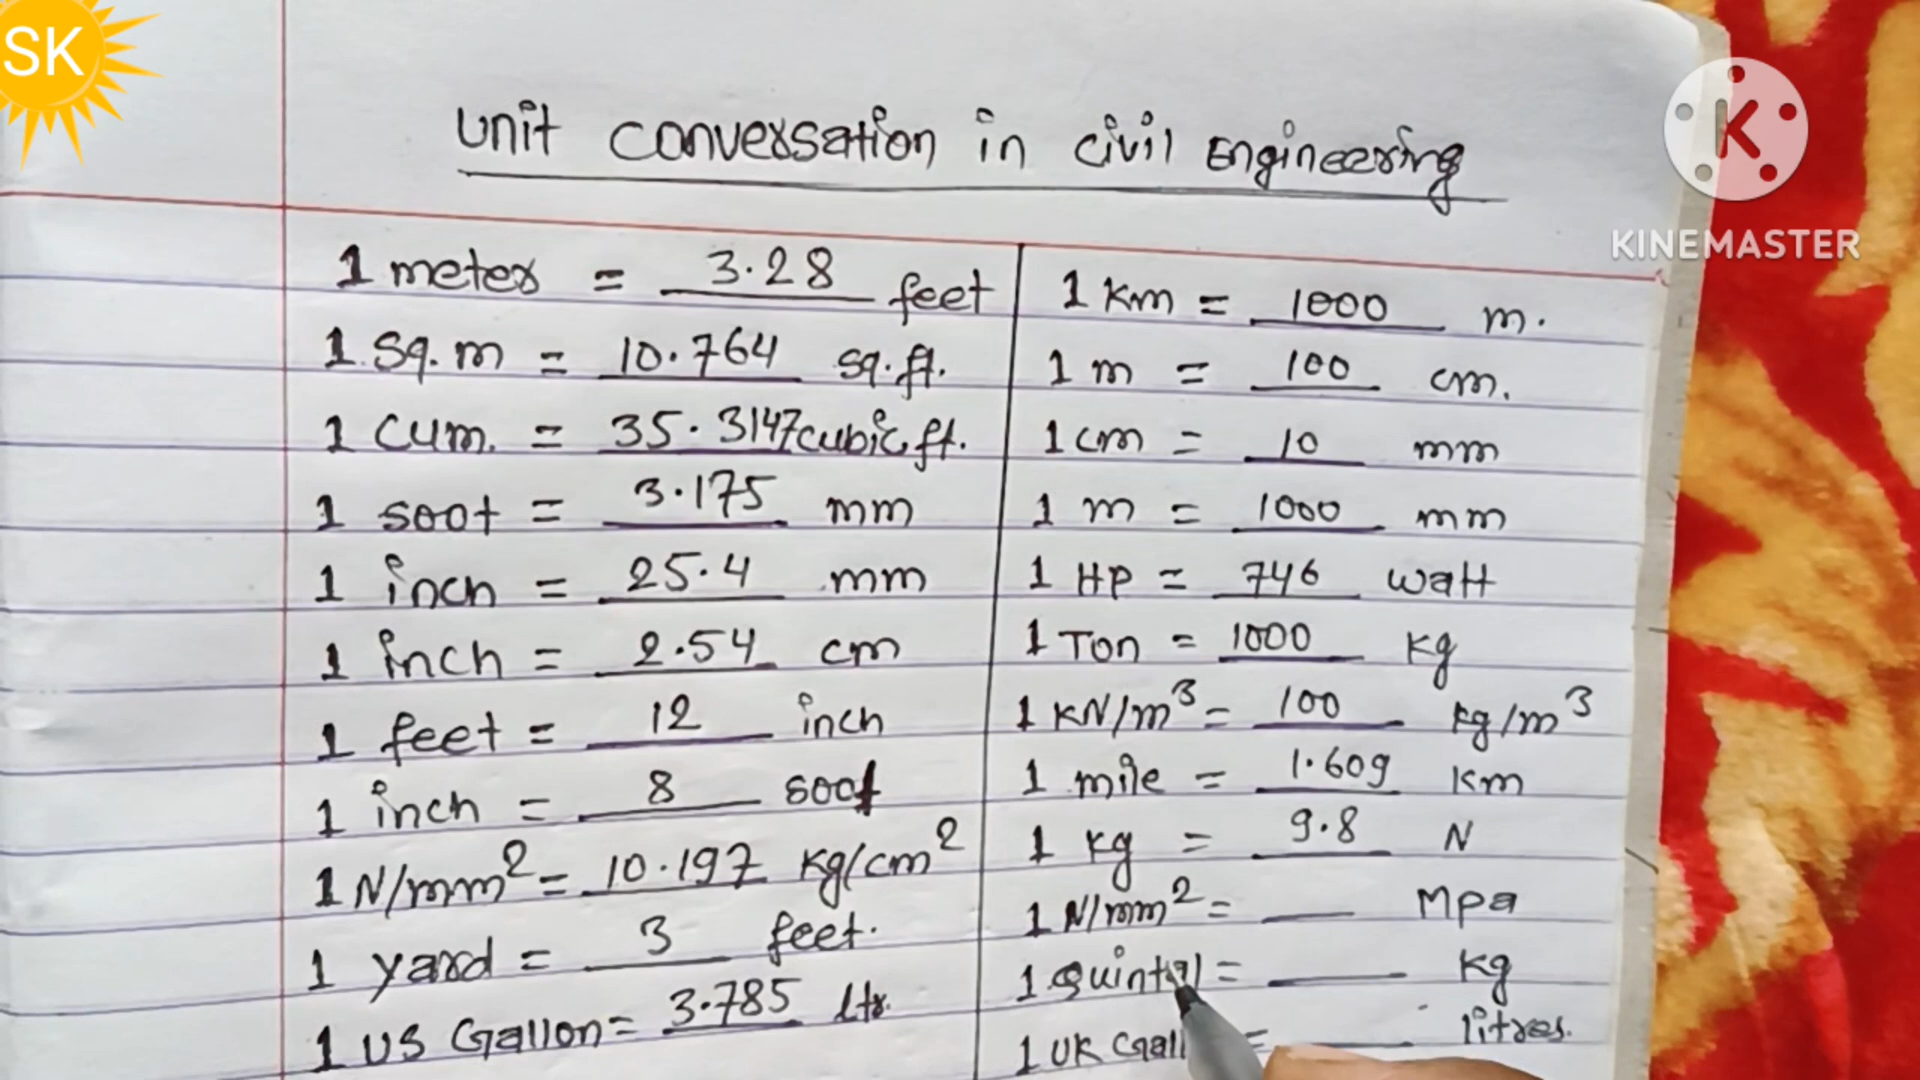 SK
Unit Conversation in Civil Engineering
KINEMASTER
1 meter = 3.28 feet
1 Sq.m = 10.764 sq.ft.
1 Cum. = 35.3147 cubic ft.
1 soot = 3.175 mm
1 inch = 25.4 mm
1 inch = 2.54 cm
1 feet = 12 inch
1 inch = 8 soot
1 N/mm² = 10.197 kg/cm²
1 yard = 3 feet.
1 US Gallon = 3.785 ltr.
1 Km = 1000 m.
1 m = 100 cm.
1 cm = 10 mm
1 m = 1000 mm
1 HP = 746 watt
1 Ton = 1000 kg
1 KN/m³ = 100 kg/m³
1 mile = 1.609 Km
1 kg = 9.8 N
1 N/mm² = ___ Mpa
1 Quintal = ___ kg
1 UK Gall = ___ litres.